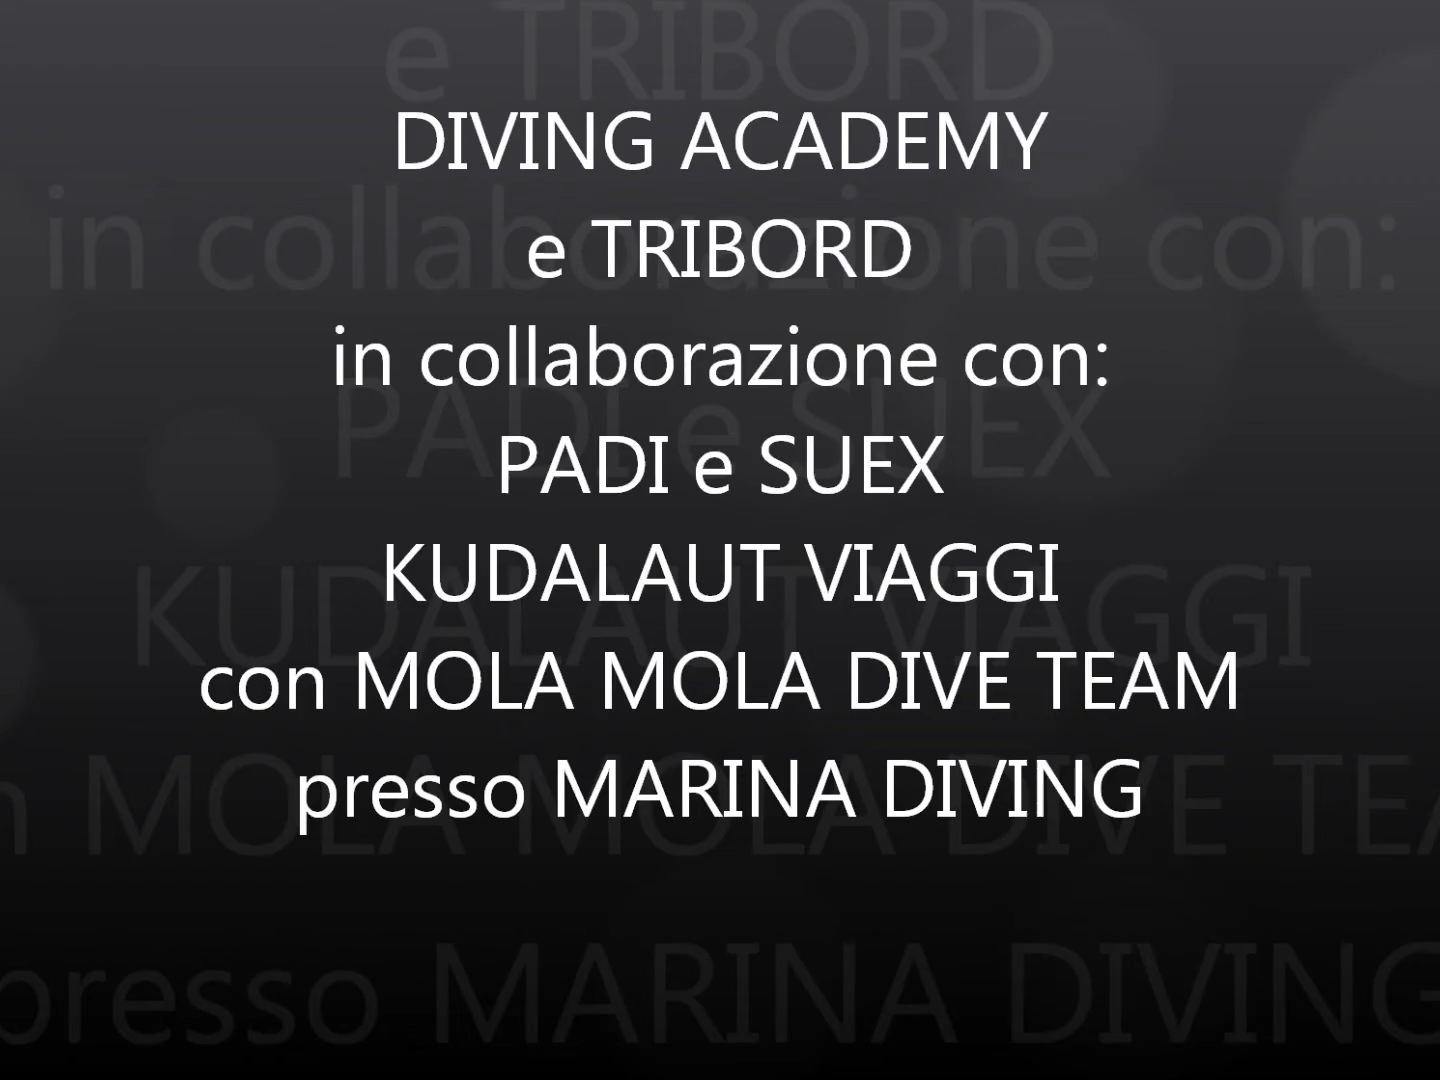 DIVING ACADEMY
e TRIBORD
in collaborazione con:
PADI e SUEX
KUDALAUT VIAGGI
con MOLA MOLA DIVE TEAM
presso MARINA DIVING